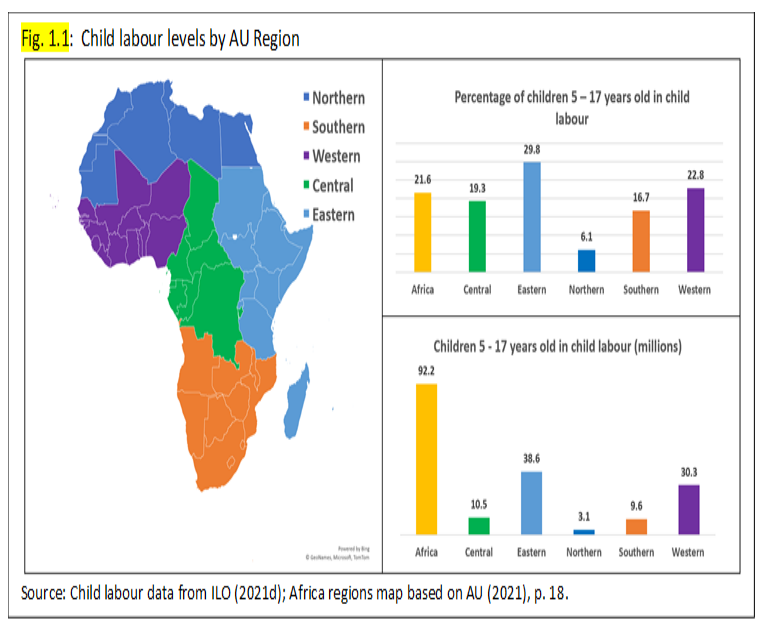 Fig. 1.1: Child labour levels by AU Region
Northern
Southern
Western
Central
Eastern
Powered by Bing
© GeoNames, Microsoft, TomTom
Percentage of children 5 – 17 years old in child
labour
21.6
19.3
29.8
6.1
16.7
22.8
Africa Central Eastern Northern Southern Western
Children 5 - 17 years old in child labour (millions)
92.2
10.5
38.6
3.1
9.6
30.3
Africa Central Eastern Northern Southern Western
Source: Child labour data from ILO (2021d); Africa regions map based on AU (2021), p. 18.